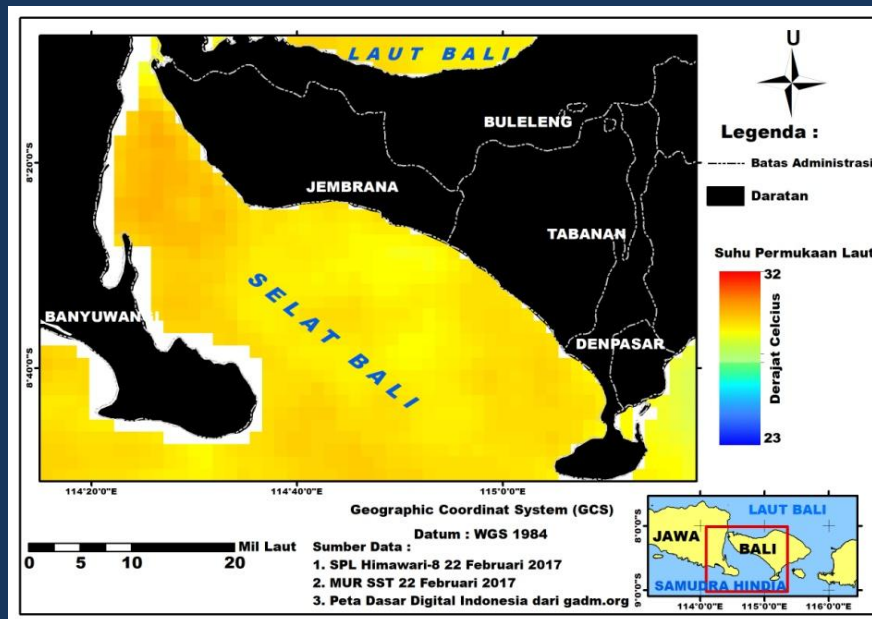 LAUT BALI
U
BULELENG
Legenda :
Batas Administrasi
8°20'0"S
JEMBRANA
Daratan
TABANAN
Suhu Permukaan Laut
32
SELAT BALI
Derajat Celcius
BANYUWANGI
DENPASAR
8°40'0"S
23
114°20'0"E
114°40'0"E
115°0'0"E
Geographic Coordinat System (GCS)
Datum : WGS 1984
Mil Laut
0 5 10 20
Sumber Data :
1. SPL Himawari-8 22 Februari 2017
2. MUR SST 22 Februari 2017
3. Peta Dasar Digital Indonesia dari gadm.org
LAUT BALI
8°0'0"S
JAWA
BALI
SAMUDRA HINDIA
9°0'0"S
114°0'0"E
115°0'0"E
116°0'0"E